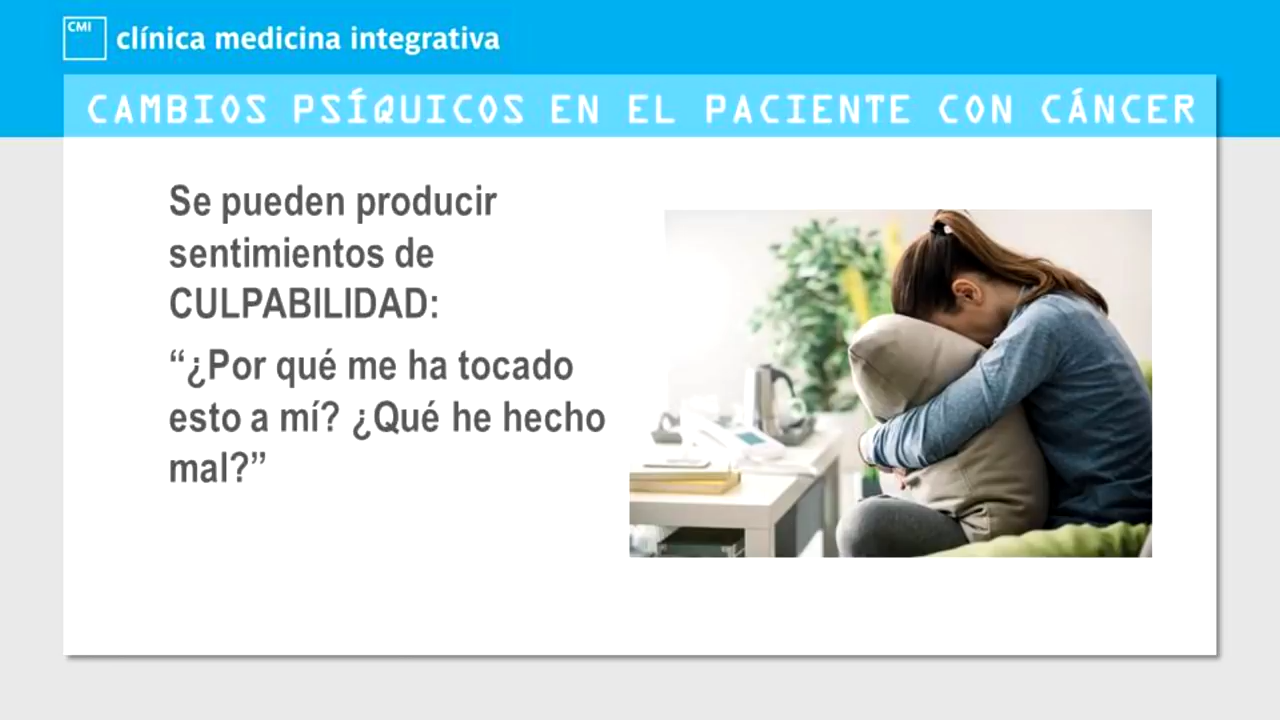 CMI
clínica medicina integrativa
CAMBIOS PSÍQUICOS EN EL PACIENTE CON CÁNCER
Se pueden producir
sentimientos de
CULPABILIDAD:
“¿Por qué me ha tocado
esto a mí? ¿Qué he hecho
mal?”